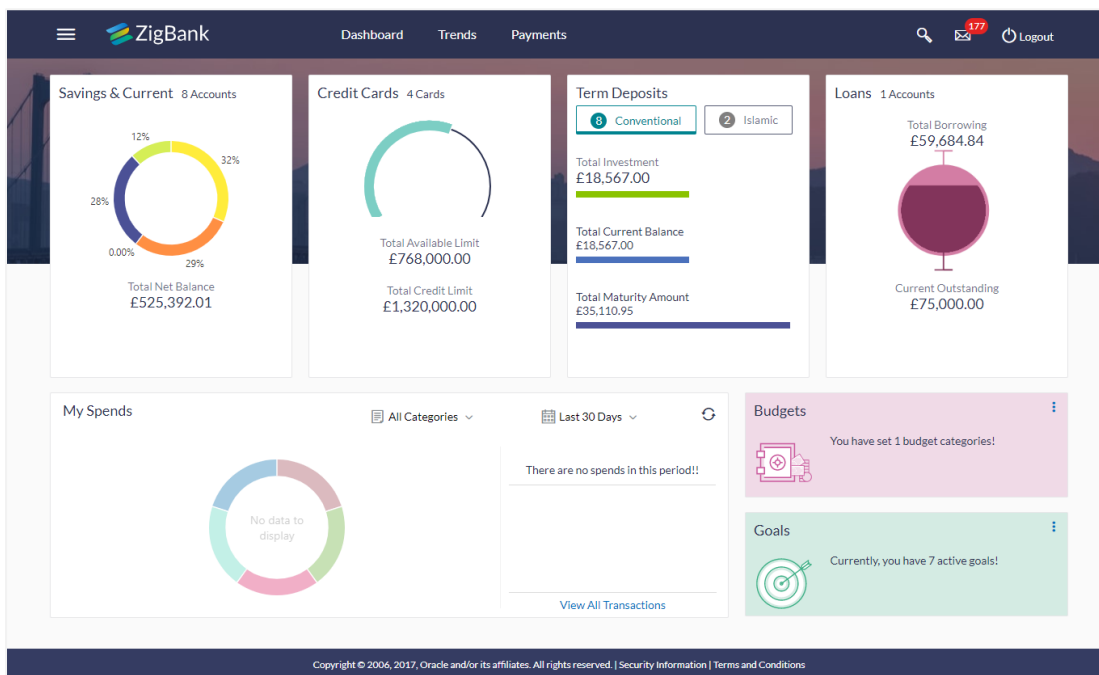 ZigBank
Dashboard Trends Payments
177
Logout
Savings & Current 8 Accounts
12%
32%
28%
0.00%
29%
Total Net Balance
£525,392.01
Credit Cards 4 Cards
Total Available Limit
£768,000.00
Total Credit Limit
£1,320,000.00
Term Deposits
8 Conventional
2 Islamic
Total Investment
£18,567.00
Total Current Balance
£18,567.00
Total Maturity Amount
£35,110.95
Loans 1 Accounts
Total Borrowing
£59,684.84
Current Outstanding
£75,000.00
My Spends
All Categories
Last 30 Days
No data to
display
There are no spends in this period!!
View All Transactions
Budgets
You have set 1 budget categories!
Goals
Currently, you have 7 active goals!
Copyright © 2006, 2017, Oracle and/or its affiliates. All rights reserved. | Security Information | Terms and Conditions